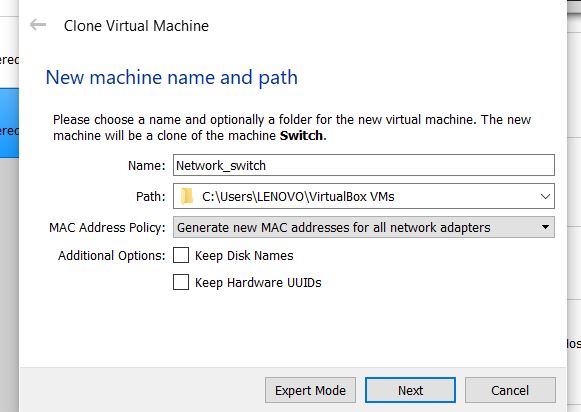 Clone Virtual Machine
New machine name and path
Please choose a name and optionally a folder for the new virtual machine. The new
machine will be a clone of the machine Switch.
Name: Network_switch
Path: C:\Users\LENOVO\VirtualBox VMs
MAC Address Policy: Generate new MAC addresses for all network adapters
Additional Options: Keep Disk Names
Keep Hardware UUIDs
Expert Mode Next Cancel